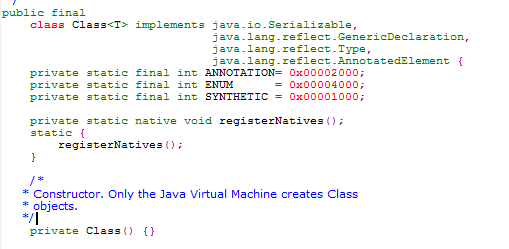 /
public final
    class Class<T> implements java.io.Serializable,
                              java.lang.reflect.GenericDeclaration,
                              java.lang.reflect.Type,
                              java.lang.reflect.AnnotatedElement {
    private static final int ANNOTATION= 0x00002000;
    private static final int ENUM      = 0x00004000;
    private static final int SYNTHETIC = 0x00001000;

    private static native void registerNatives();
    static {
        registerNatives();
    }

    /*
   * Constructor. Only the Java Virtual Machine creates Class
   * objects.
   */
    private Class() {}